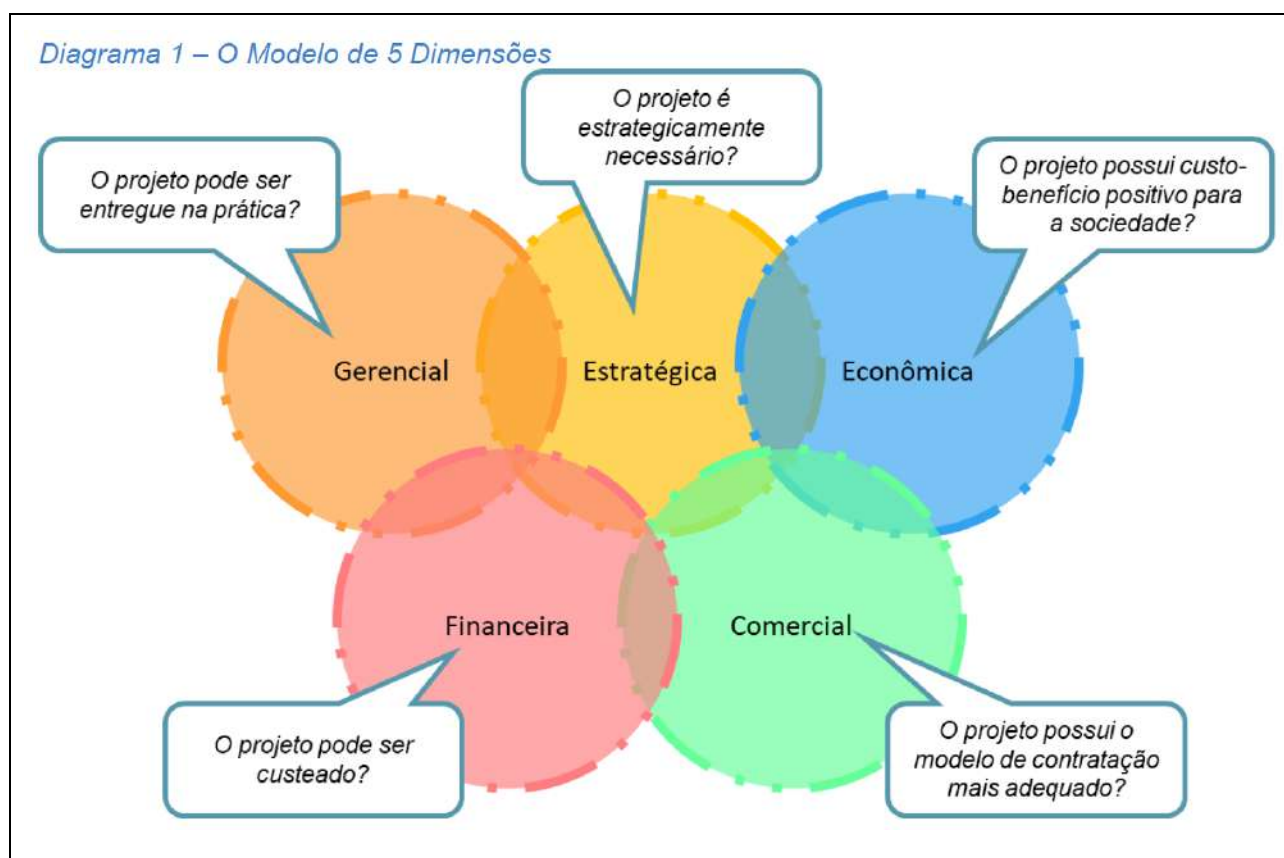 Diagrama 1 – O Modelo de 5 Dimensões
O projeto é
estrategicamente
necessário?
O projeto pode ser
entregue na prática?
O projeto possui custo-
benefício positivo para
a sociedade?
Gerencial
Estratégica
Econômica
Financeira
Comercial
O projeto pode ser
custeado?
O projeto possui o
modelo de contratação
mais adequado?